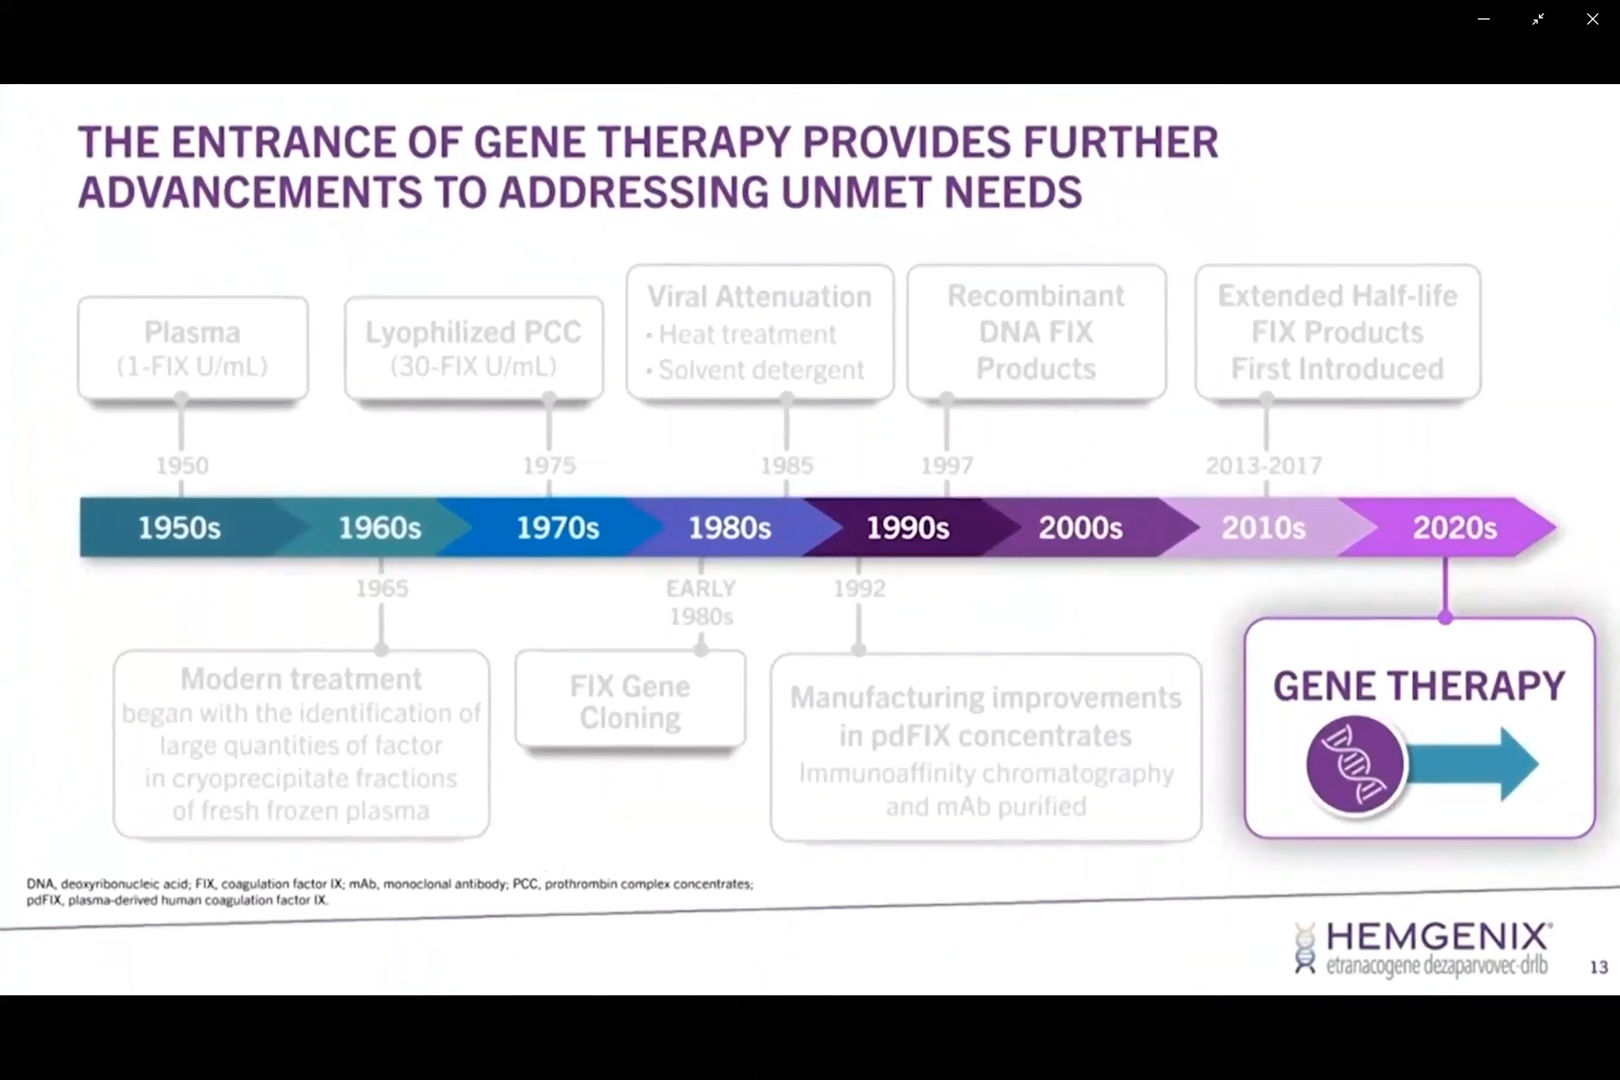 THE ENTRANCE OF GENE THERAPY PROVIDES FURTHER
ADVANCEMENTS TO ADDRESSING UNMET NEEDS
Plasma
(1-FIX U/mL)
Lyophilized PCC
(30-FIX U/mL)
Viral Attenuation
• Heat treatment
• Solvent detergent
Recombinant
DNA FIX
Products
Extended Half-life
FIX Products
First Introduced
1950
1975
1985
1997
2013-2017
1950s
1960s
1970s
1980s
1990s
2000s
2010s
2020s
1965
EARLY
1980s
1992
Modern treatment
began with the identification of
large quantities of factor
in cryoprecipitate fractions
of fresh frozen plasma
FIX Gene
Cloning
Manufacturing improvements
in pdFIX concentrates
Immunoaffinity chromatography
and mAb purified
GENE THERAPY
DNA, deoxyribonucleic acid; FIX, coagulation factor IX; mAb, monoclonal antibody; PCC, prothrombin complex concentrates;
pdFIX, plasma-derived human coagulation factor IX.
HEMGENIX®
etranacogene dezaparvovec-drlb
13